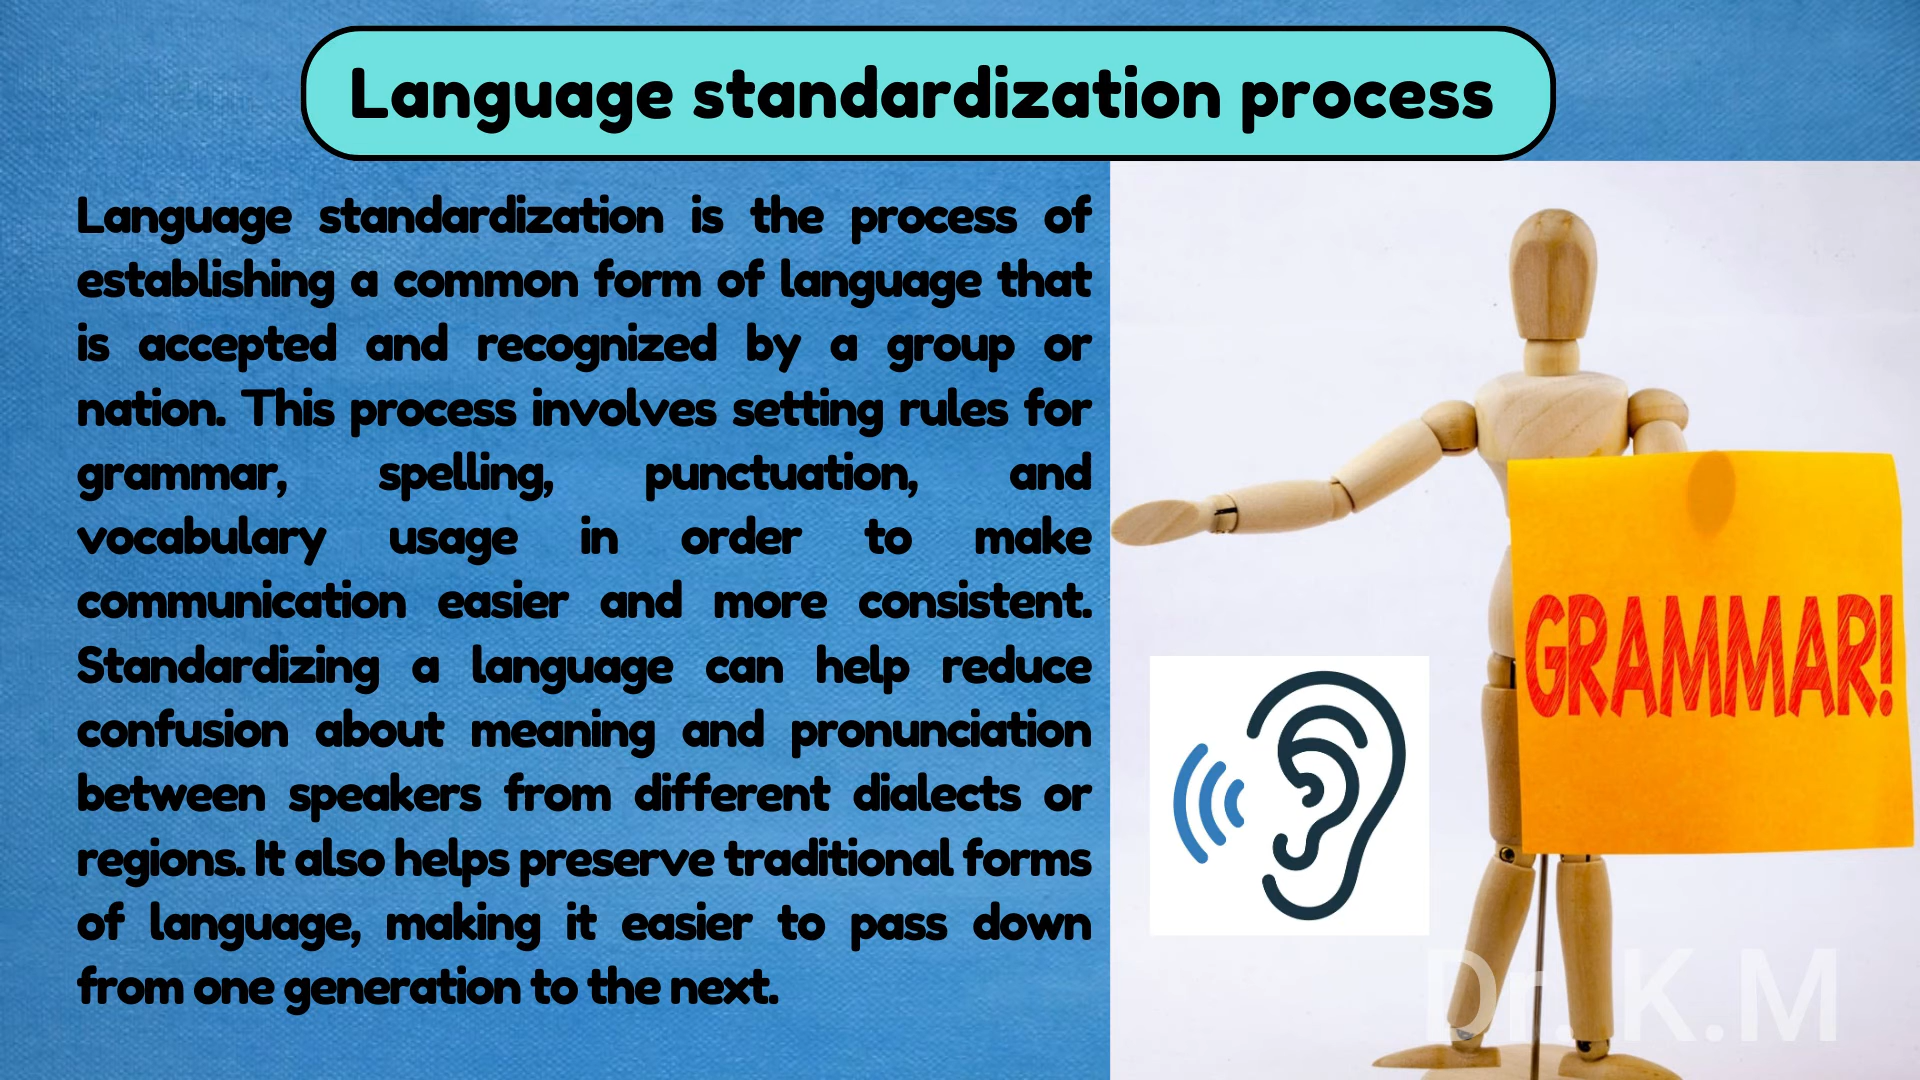 Language standardization process
Language standardization is the process of
establishing a common form of language that
is accepted and recognized by a group or
nation. This process involves setting rules for
grammar, spelling, punctuation, and
vocabulary usage in order to make
communication easier and more consistent.
Standardizing a language can help reduce
confusion about meaning and pronunciation
between speakers from different dialects or
regions. It also helps preserve traditional forms
of language, making it easier to pass down
from one generation to the next.
GRAMMAR!
Dr. K.M